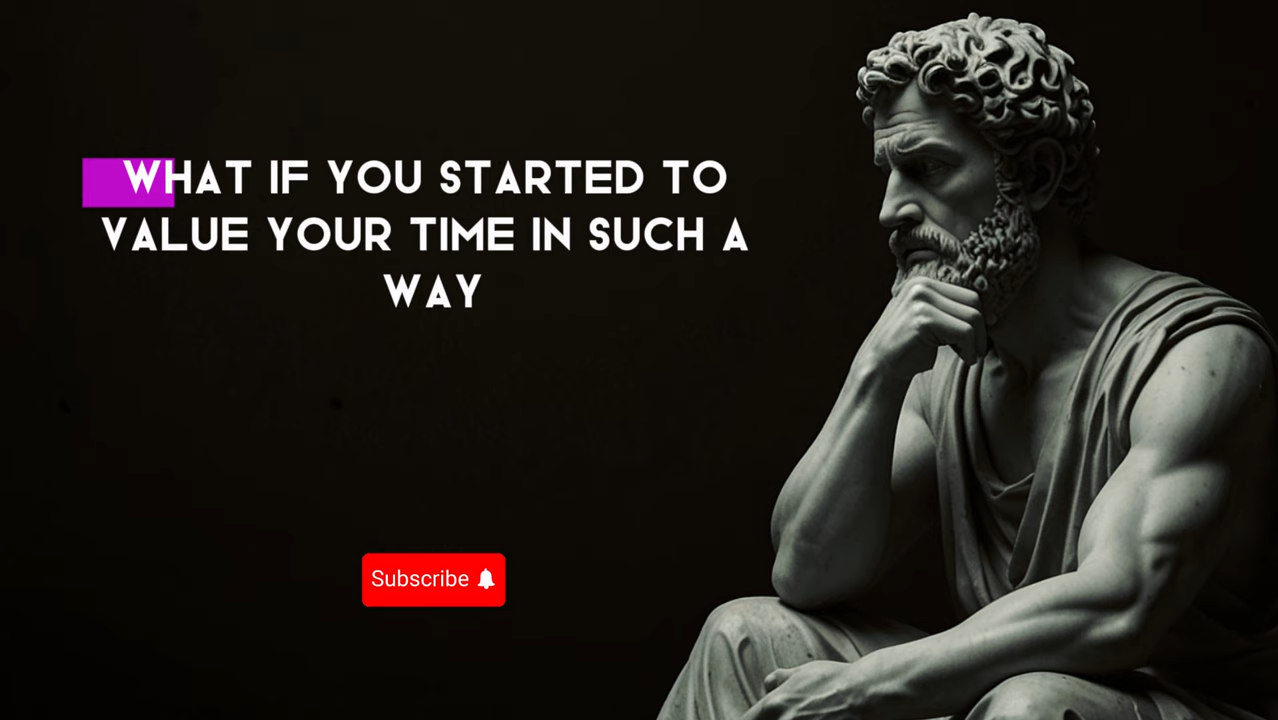 WHAT IF YOU STARTED TO
VALUE YOUR TIME IN SUCH A
WAY
Subscribe